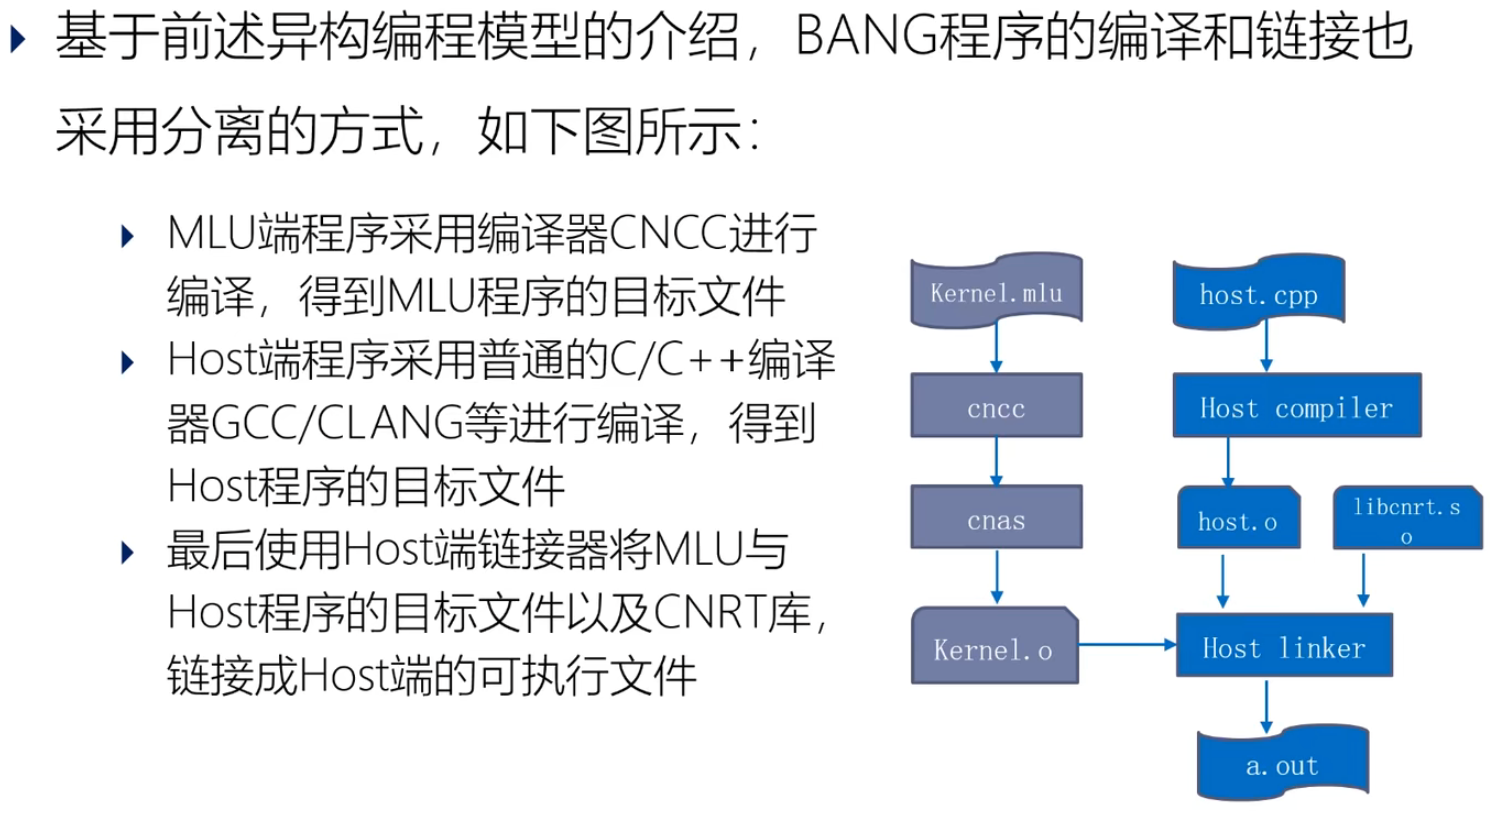 基于前述异构编程模型的介绍，BANG程序的编译和链接也
采用分离的方式，如下图所示：
MLU端程序采用编译器CNCC进行
编译，得到MLU程序的目标文件
Host端程序采用普通的C/C++编译
器GCC/CLANG等进行编译，得到
Host程序的目标文件
最后使用Host端链接器将MLU与
Host程序的目标文件以及CNRT库，
链接成Host端的可执行文件
Kernel.mlu
host.cpp
cncc
Host compiler
cnas
host.o
libcnrt.s
o
Kernel.o
Host linker
a.out